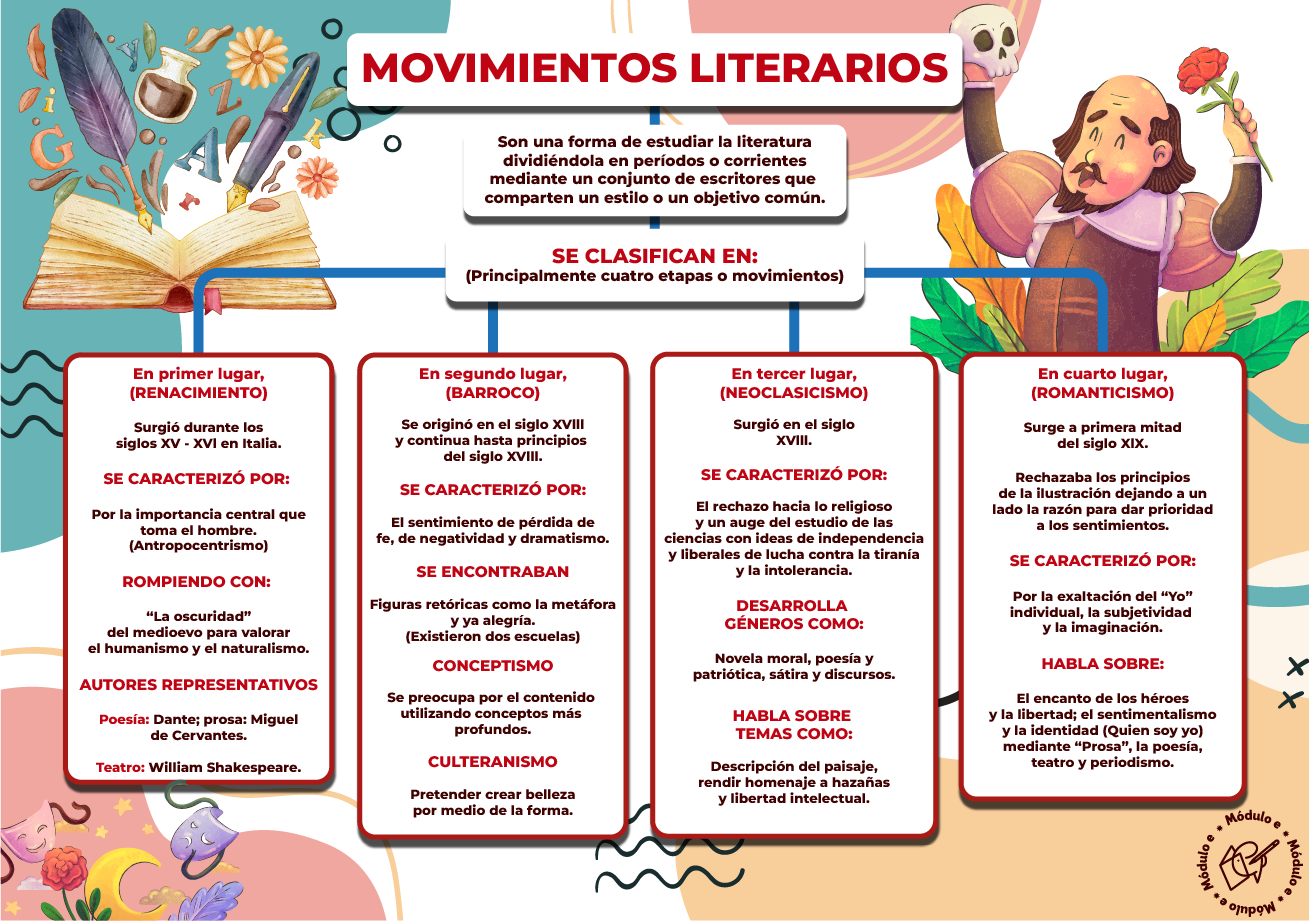 MOVIMIENTOS LITERARIOS
Son una forma de estudiar la literatura
dividiéndola en períodos o corrientes
mediante un conjunto de escritores que
comparten un estilo o un objetivo común.
SE CLASIFICAN EN:
(Principalmente cuatro etapas o movimientos)
En primer lugar,
(RENACIMIENTO)
Surgió durante los
siglos XV - XVI en Italia.
SE CARACTERIZÓ POR:
Por la importancia central que
toma el hombre.
(Antropocentrismo)
ROMPIENDO CON:
“La oscuridad”
del medioevo para valorar
el humanismo y el naturalismo.
AUTORES REPRESENTATIVOS
Poesía: Dante; prosa: Miguel
de Cervantes.
Teatro: William Shakespeare.
En segundo lugar,
(BARROCO)
Se originó en el siglo XVIII
y continua hasta principios
del siglo XVIII.
SE CARACTERIZÓ POR:
El sentimiento de pérdida de
fe, de negatividad y dramatismo.
SE ENCONTRABAN
Figuras retóricas como la metáfora
y ya alegría.
(Existieron dos escuelas)
CONCEPTISMO
Se preocupa por el contenido
utilizando conceptos más
profundos.
CULTERANISMO
Pretender crear belleza
por medio de la forma.
En tercer lugar,
(NEOCLASICISMO)
Surgió en el siglo
XVIII.
SE CARACTERIZÓ POR:
El rechazo hacia lo religioso
y un auge del estudio de las
ciencias con ideas de independencia
y liberales de lucha contra la tiranía
y la intolerancia.
DESARROLLA
GÉNEROS COMO:
Novela moral, poesía y
patriótica, sátira y discursos.
HABLA SOBRE
TEMAS COMO:
Descripción del paisaje,
rendir homenaje a hazañas
y libertad intelectual.
En cuarto lugar,
(ROMANTICISMO)
Surge a primera mitad
del siglo XIX.
Rechazaba los principios
de la ilustración dejando a un
lado la razón para dar prioridad
a los sentimientos.
SE CARACTERIZÓ POR:
Por la exaltación del “Yo”
individual, la subjetividad
y la imaginación.
HABLA SOBRE:
El encanto de los héroes
y la libertad; el sentimentalismo
y la identidad (Quien soy yo)
mediante “Prosa”, la poesía,
teatro y periodismo.
Módulo e * Módulo e * Módulo e * Módulo e *
G
i
y
Z
A
k